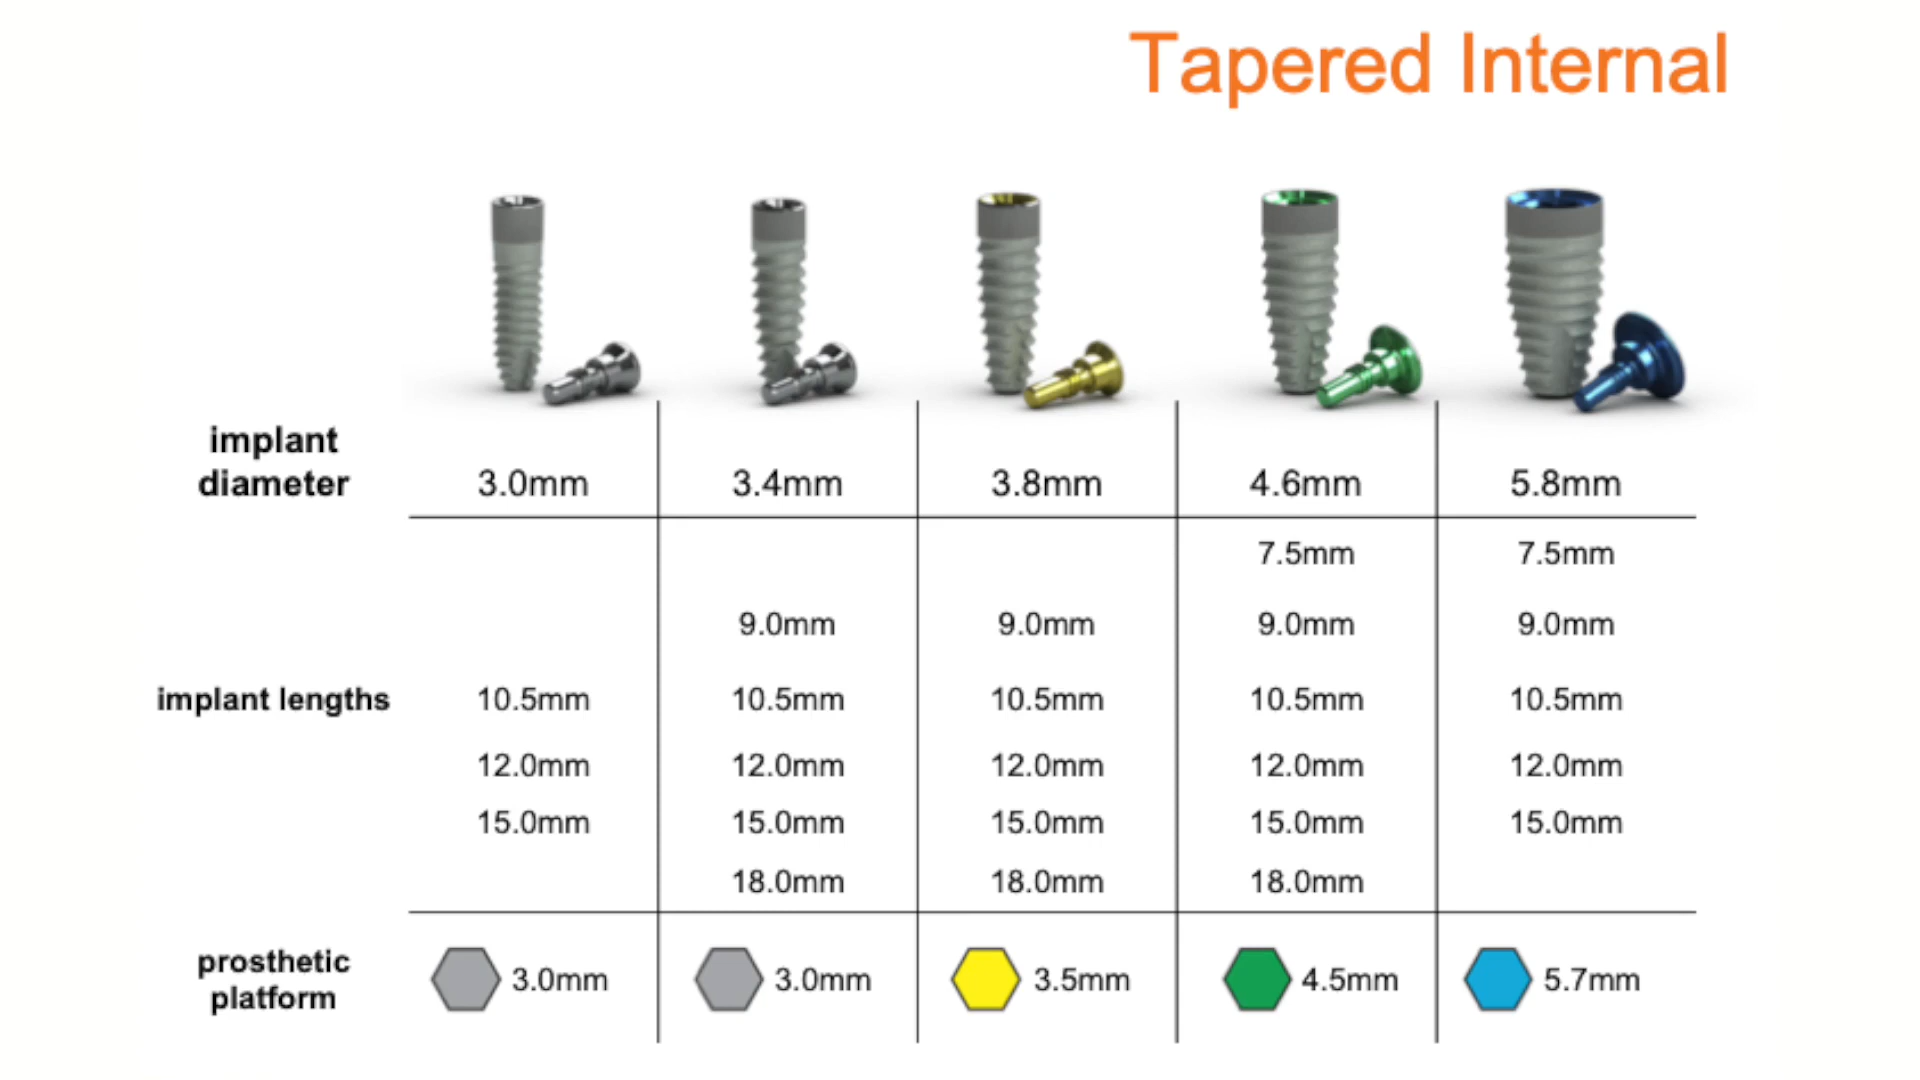 Tapered Internal
implant
diameter
3.0mm 3.4mm 3.8mm 4.6mm 5.8mm
7.5mm 7.5mm
9.0mm 9.0mm 9.0mm 9.0mm
implant lengths 10.5mm 10.5mm 10.5mm 10.5mm 10.5mm
12.0mm 12.0mm 12.0mm 12.0mm 12.0mm
15.0mm 15.0mm 15.0mm 15.0mm 15.0mm
18.0mm 18.0mm 18.0mm
prosthetic
platform
3.0mm 3.0mm 3.5mm 4.5mm 5.7mm